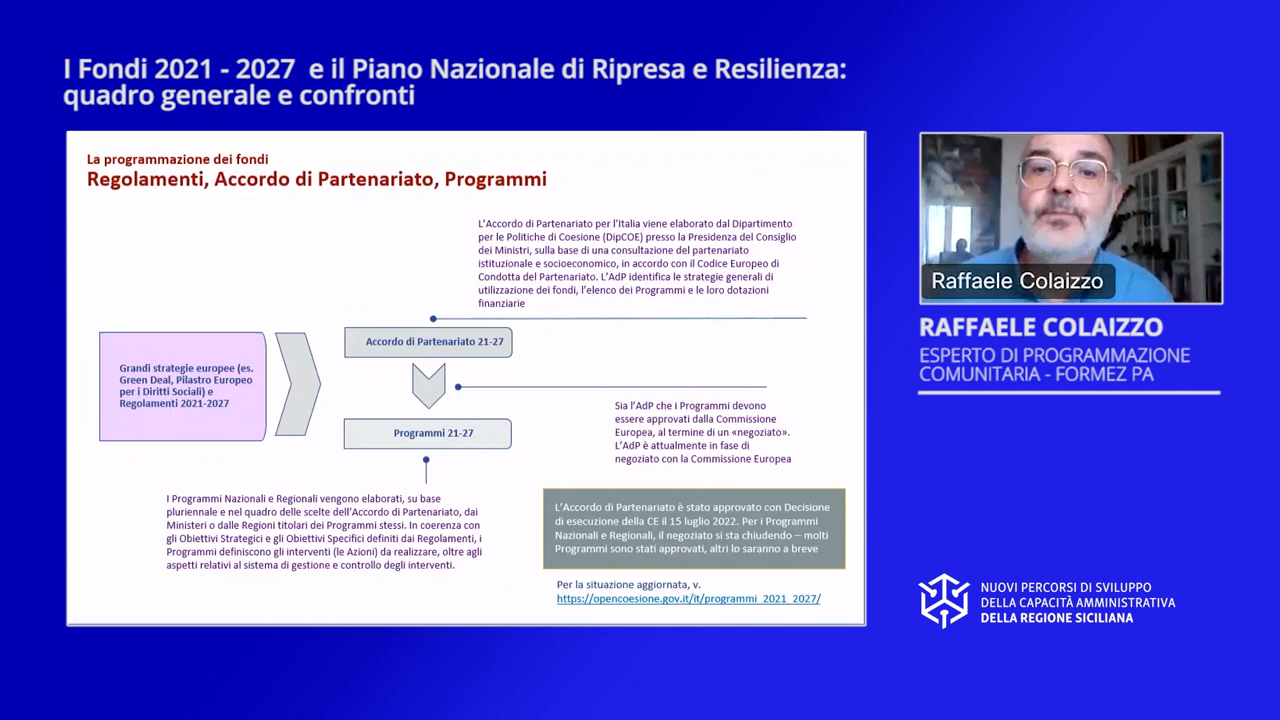 I Fondi 2021 - 2027 e il Piano Nazionale di Ripresa e Resilienza:
quadro generale e confronti
La programmazione dei fondi
Regolamenti, Accordo di Partenariato, Programmi
L'Accordo di Partenariato per l'Italia viene elaborato dal Dipartimento
per le Politiche di Coesione (DipCOE) presso la Presidenza del Consiglio
dei Ministri, sulla base di una consultazione del partenariato
istituzionale e socioeconomico, in accordo con il Codice Europeo di
Condotta del Partenariato. L'AdP identifica le strategie generali di
utilizzazione dei fondi, l'elenco dei Programmi e le loro dotazioni
finanziarie
Grandi strategie europee (es.
Green Deal, Pilastro Europeo
per i Diritti Sociali) e
Regolamenti 2021-2027
Accordo di Partenariato 21-27
Sia l'AdP che i Programmi devono
essere approvati dalla Commissione
Europea, al termine di un «negoziato».
L'AdP è attualmente in fase di
negoziato con la Commissione Europea
Programmi 21-27
I Programmi Nazionali e Regionali vengono elaborati, su base
pluriennale e nel quadro delle scelte dell'Accordo di Partenariato, dai
Ministeri o dalle Regioni titolari dei Programmi stessi. In coerenza con
gli Obiettivi Strategici e gli Obiettivi Specifici definiti dai Regolamenti, i
Programmi definiscono gli interventi (le Azioni) da realizzare, oltre agli
aspetti relativi al sistema di gestione e controllo degli interventi.
L'Accordo di Partenariato è stato approvato con Decisione
di esecuzione della CE il 15 luglio 2022. Per i Programmi
Nazionali e Regionali, il negoziato si sta chiudendo – molti
Programmi sono stati approvati, altri lo saranno a breve
Per la situazione aggiornata, v.
https://opencoesione.gov.it/it/programmi_2021_2027/
Raffaele Colaizzo
RAFFAELE COLAIZZO
ESPERTO DI PROGRAMMAZIONE
COMUNITARIA - FORMEZ PA
NUOVI PERCORSI DI SVILUPPO
DELLA CAPACITÀ AMMINISTRATIVA
DELLA REGIONE SICILIANA